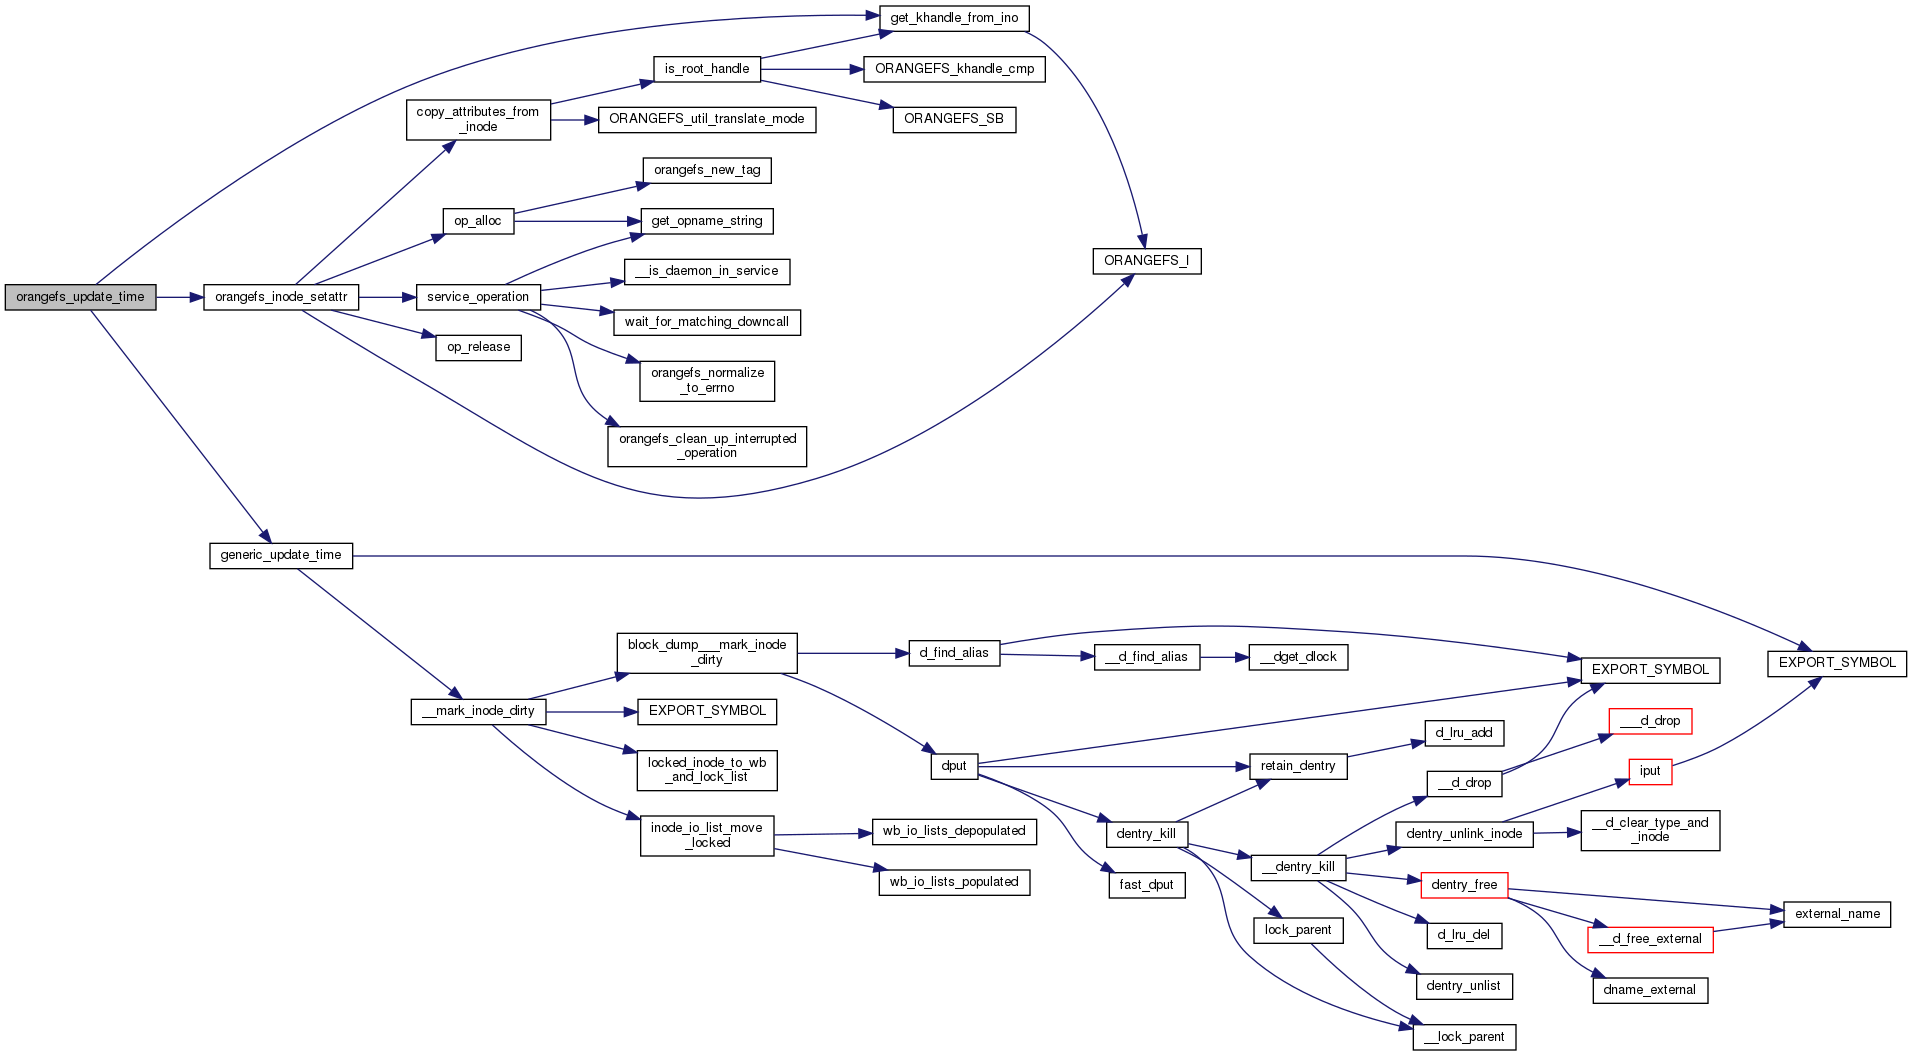 get_khandle_from_ino
is_root_handle
ORANGEFS_khandle_cmp
copy_attributes_from
_inode
ORANGEFS_util_translate_mode
ORANGEFS_SB
orangefs_new_tag
op_alloc
get_opname_string
ORANGEFS_I
__is_daemon_in_service
orangefs_update_time
orangefs_inode_setattr
service_operation
wait_for_matching_downcall
op_release
orangefs_normalize
_to_errno
orangefs_clean_up_interrupted
_operation
generic_update_time
block_dump___mark_inode
_dirty
d_find_alias
__d_find_alias
__dget_dlock
EXPORT_SYMBOL
EXPORT_SYMBOL
__mark_inode_dirty
EXPORT_SYMBOL
___d_drop
d_lru_add
locked_inode_to_wb
_and_lock_list
dput
retain_dentry
iput
__d_drop
inode_io_list_move
_locked
wb_io_lists_depopulated
dentry_kill
dentry_unlink_inode
__d_clear_type_and
_inode
__dentry_kill
wb_io_lists_populated
fast_dput
dentry_free
external_name
lock_parent
d_lru_del
__d_free_external
dentry_unlist
dname_external
__lock_parent